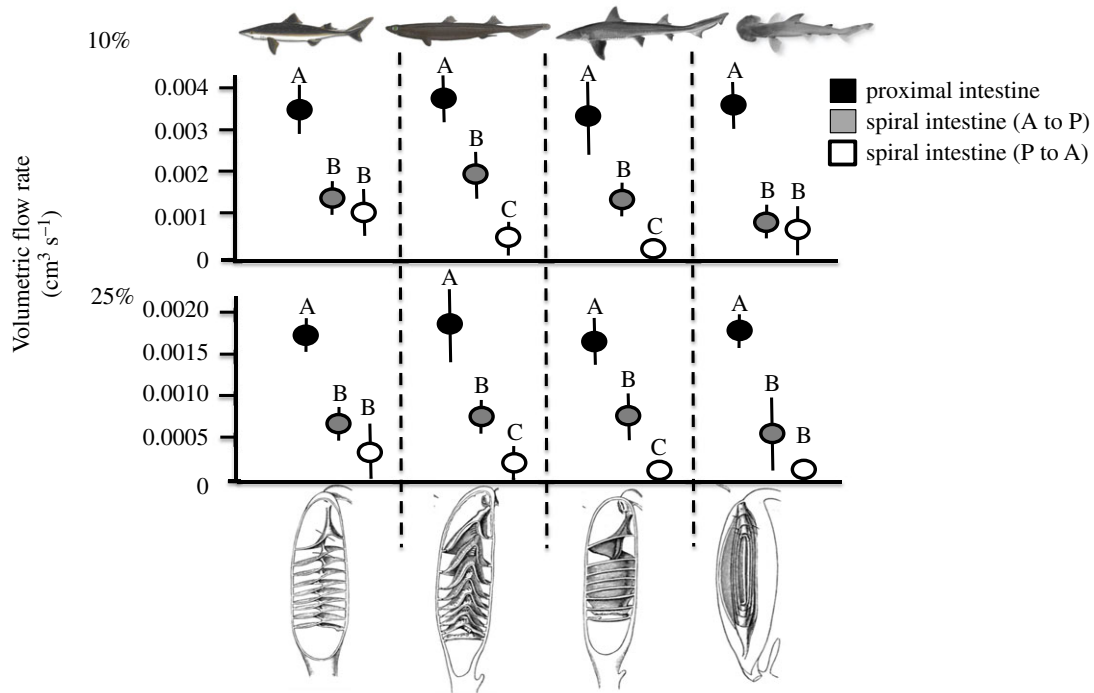 10%
A
A
A
A
0.004
proximal intestine
0.003
spiral intestine (A to P)
B
B
B
B
B
B
0.002
spiral intestine (P to A)
C
C
0.001
0
Volumetric flow rate
(cm³ s⁻¹)
25%
A
A
A
A
0.0020
0.0015
B
B
B
B
B
B
0.0010
C
C
0.0005
0